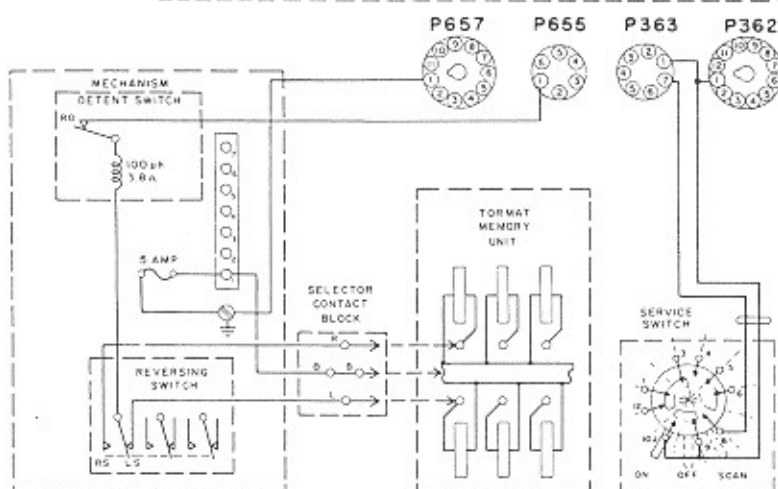 P657 P655 P363 P362
MECHANISM
DETENT SWITCH
RO
100 µh
3.8A
5 AMP
TORMAT
MEMORY
UNIT
SELECTOR
CONTACT
BLOCK
R
B B
L
REVERSING
SWITCH
RS LS
SERVICE
SWITCH
ON OFF SCAN